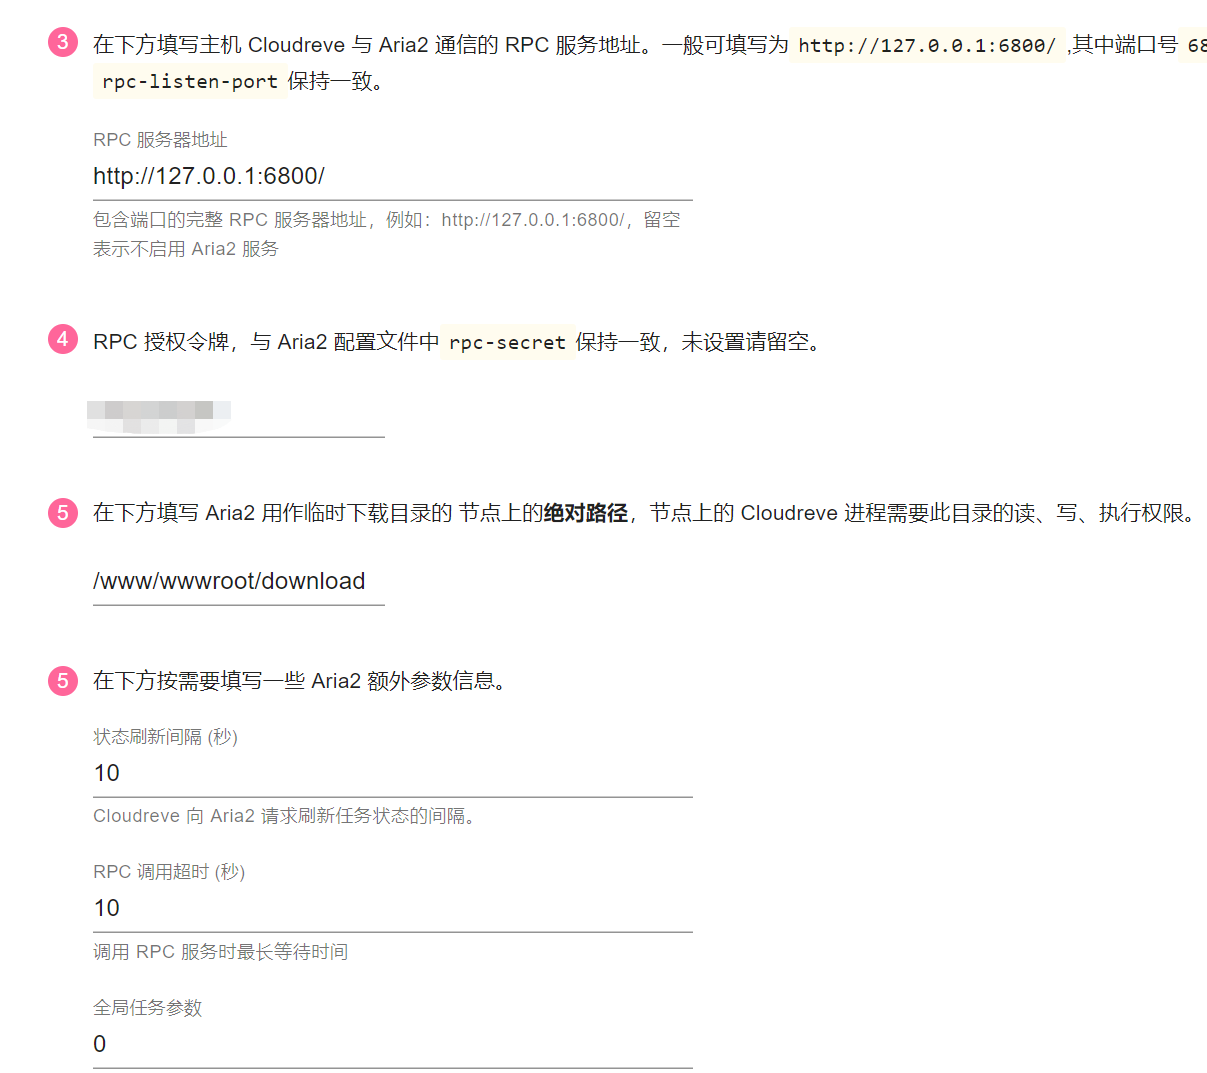 3 在下方填写主机 Cloudreve 与 Aria2 通信的 RPC 服务地址。一般可填写为 http://127.0.0.1:6800/ ,其中端口号
rpc-listen-port 保持一致。
RPC 服务器地址
http://127.0.0.1:6800/
包含端口的完整 RPC 服务器地址，例如：http://127.0.0.1:6800/，留空
表示不启用 Aria2 服务
4 RPC 授权令牌，与 Aria2 配置文件中 rpc-secret 保持一致，未设置请留空。
5 在下方填写 Aria2 用作临时下载目录的 节点上的绝对路径，节点上的 Cloudreve 进程需要此目录的读、写、执行权限。
/www/wwwroot/download
5 在下方按需要填写一些 Aria2 额外参数信息。
状态刷新间隔 (秒)
10
Cloudreve 向 Aria2 请求刷新任务状态的间隔。
RPC 调用超时 (秒)
10
调用 RPC 服务时最长等待时间
全局任务参数
0